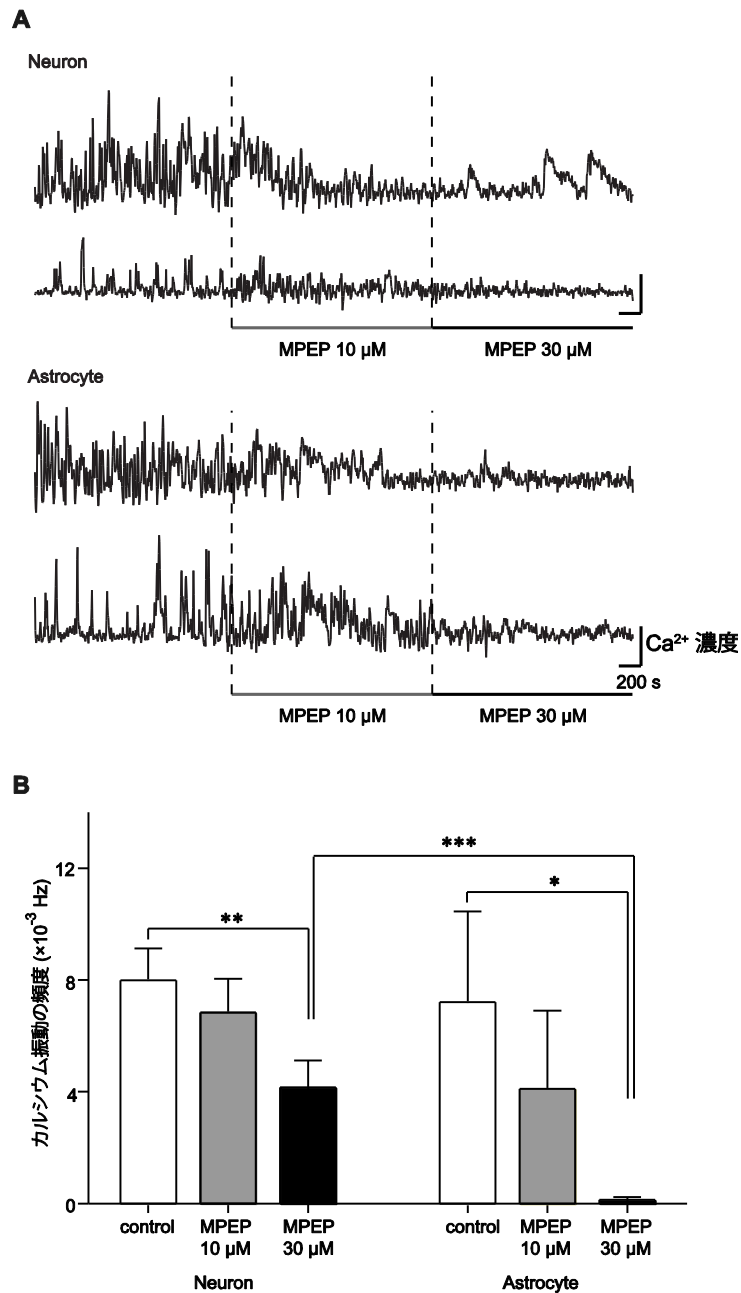 A
Neuron
MPEP 10 µM
MPEP 30 µM
Astrocyte
Ca²⁺ 濃度
200 s
MPEP 10 µM
MPEP 30 µM
B
***
*
**
カルシウム振動の頻度 (×10⁻³ Hz)
12
8
4
0
control
MPEP
10 µM
MPEP
30 µM
control
MPEP
10 µM
MPEP
30 µM
Neuron
Astrocyte